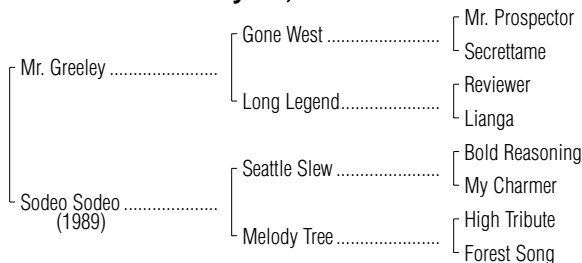 Mr. Prospector
Gone West
Secrettame
Mr. Greeley
Reviewer
Long Legend
Lianga
Bold Reasoning
Seattle Slew
My Charmer
Sodeo Sodeo
(1989)
High Tribute
Melody Tree
Forest Song